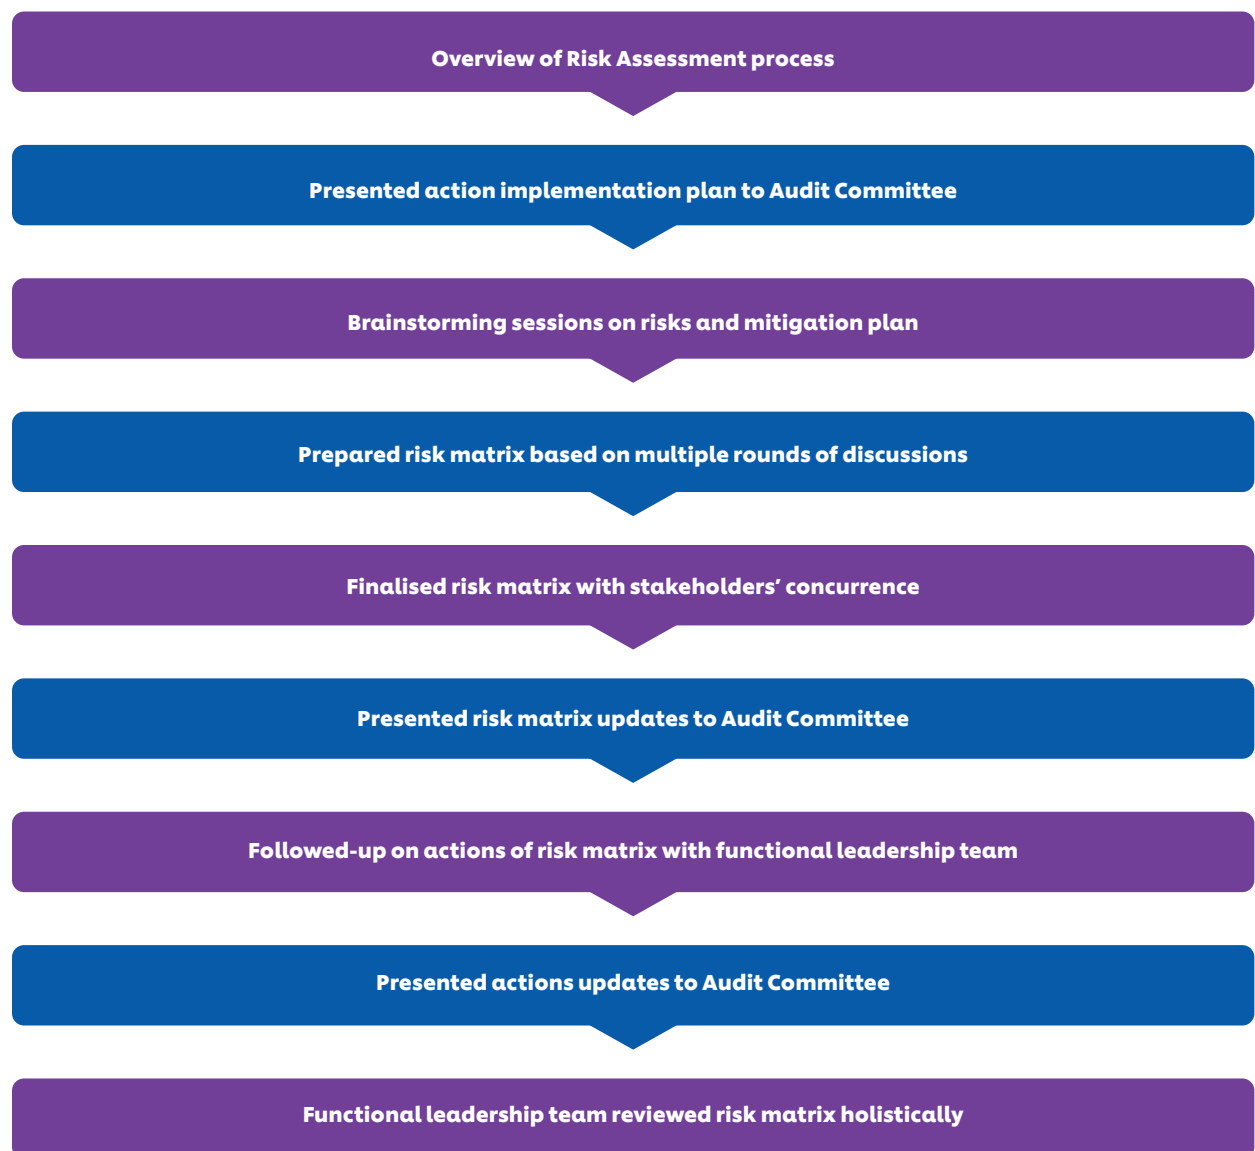 Overview of Risk Assessment process
Presented action implementation plan to Audit Committee
Brainstorming sessions on risks and mitigation plan
Prepared risk matrix based on multiple rounds of discussions
Finalised risk matrix with stakeholders’ concurrence
Presented risk matrix updates to Audit Committee
Followed-up on actions of risk matrix with functional leadership team
Presented actions updates to Audit Committee
Functional leadership team reviewed risk matrix holistically